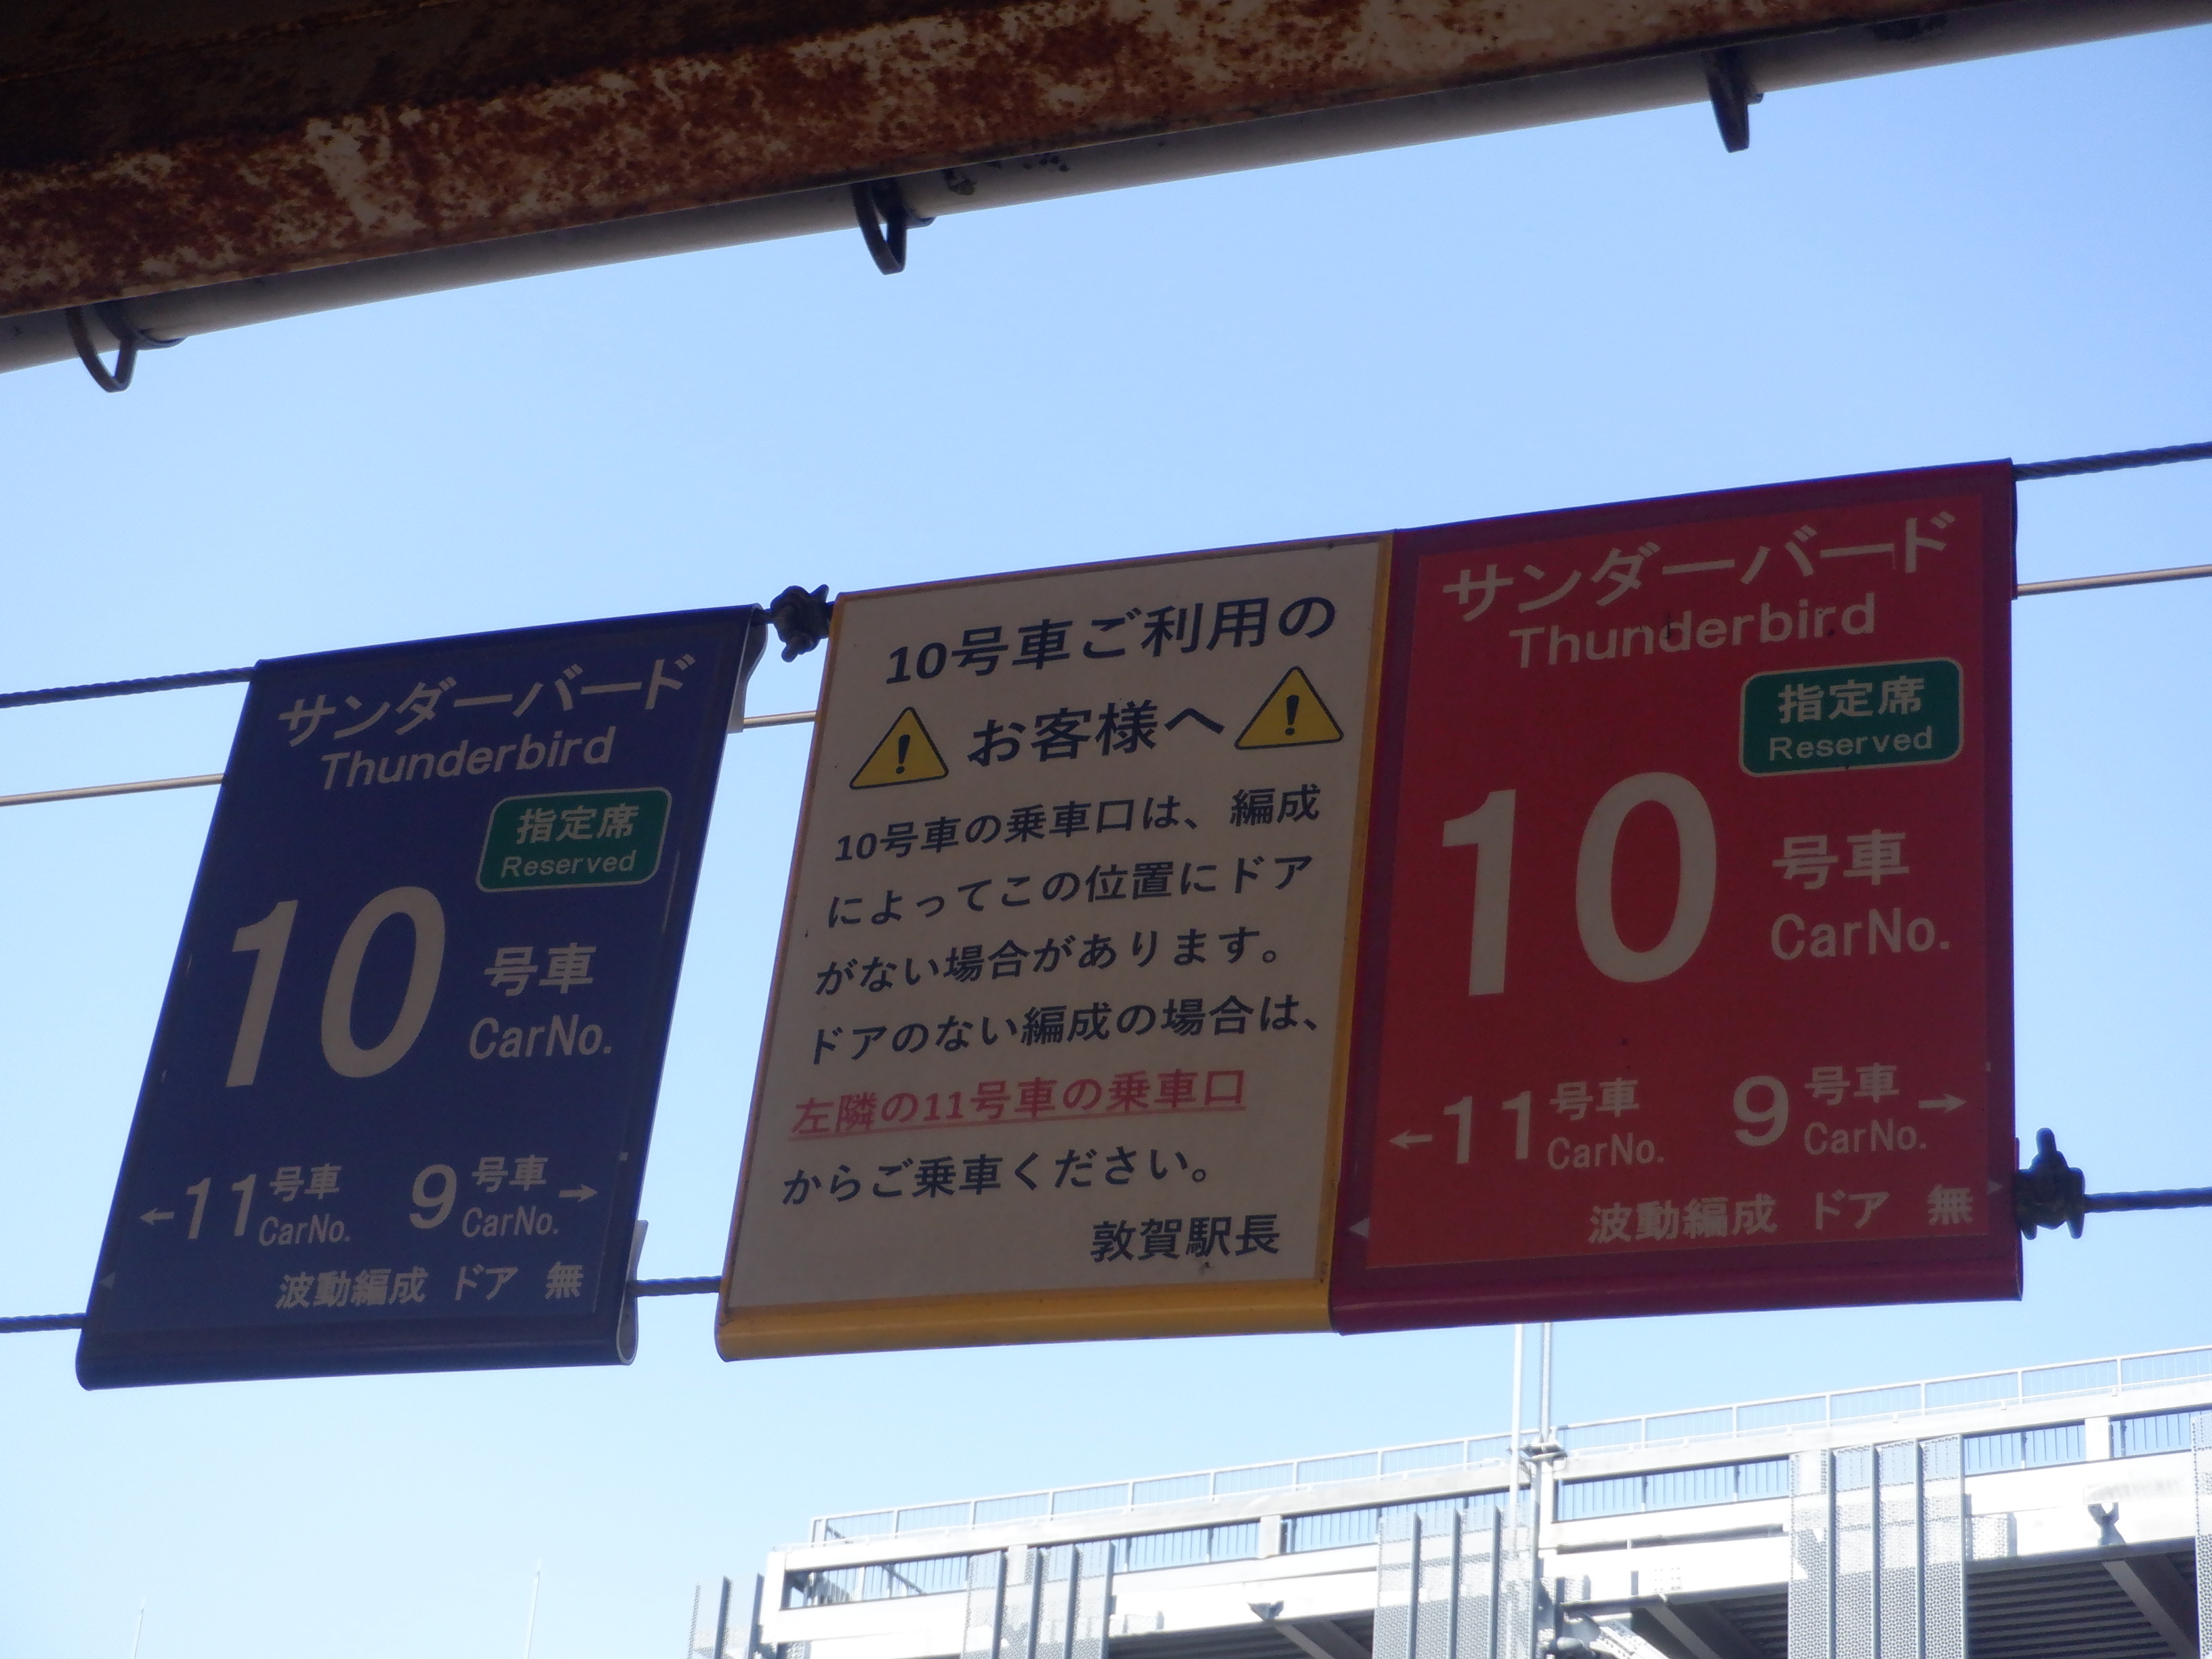 サンダーバード
Thunderbird
指定席
Reserved
10 号車
CarNo.
←11 号車 CarNo. 9 号車 CarNo.→
波動編成 ドア 無
10号車ご利用の
お客様へ
10号車の乗車口は、編成
によってこの位置にドア
がない場合があります。
ドアのない編成の場合は、
左隣の11号車の乗車口
からご乗車ください。
敦賀駅長
サンダーバード
Thunderbird
指定席
Reserved
10 号車
CarNo.
←11 号車 CarNo. 9 号車 CarNo.→
波動編成 ドア 無